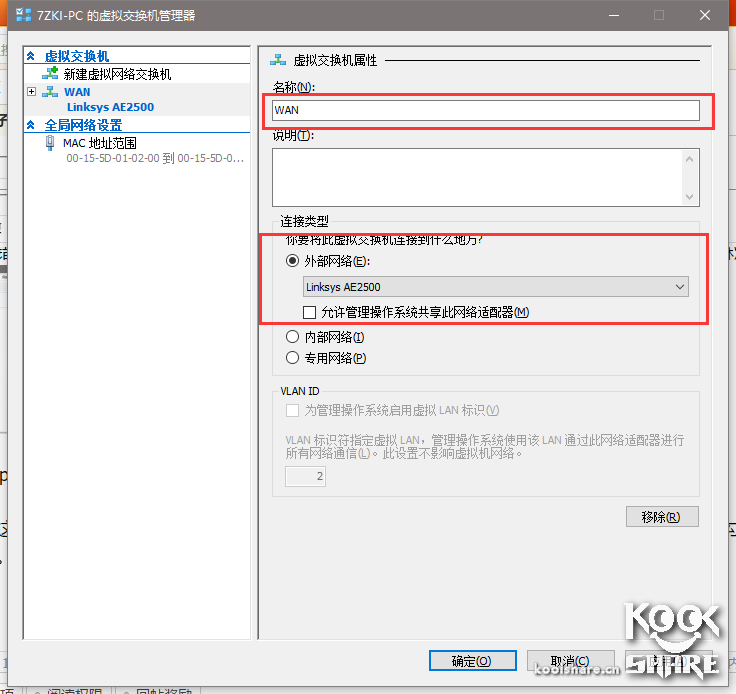 7ZKI-PC 的虚拟交换机管理器
虚拟交换机
新建虚拟网络交换机
WAN
Linksys AE2500
全局网络设置
MAC 地址范围
00-15-5D-01-02-00 到 00-15-5D-0...
虚拟交换机属性
名称(N):
WAN
说明(T):
连接类型
你要将此虚拟交换机连接到什么地方?
外部网络(E):
Linksys AE2500
允许管理操作系统共享此网络适配器(M)
内部网络(I)
专用网络(P)
VLAN ID
为管理操作系统启用虚拟 LAN 标识(V)
VLAN 标识符指定虚拟 LAN，管理操作系统使用该 LAN 通过此网络适配器进行
所有网络通信(L)。此设置不影响虚拟机网络。
2
移除(R)
确定(O)
取消(C)
koolshare.cn
KOOL
SHARE
阅读权限
回帖奖励